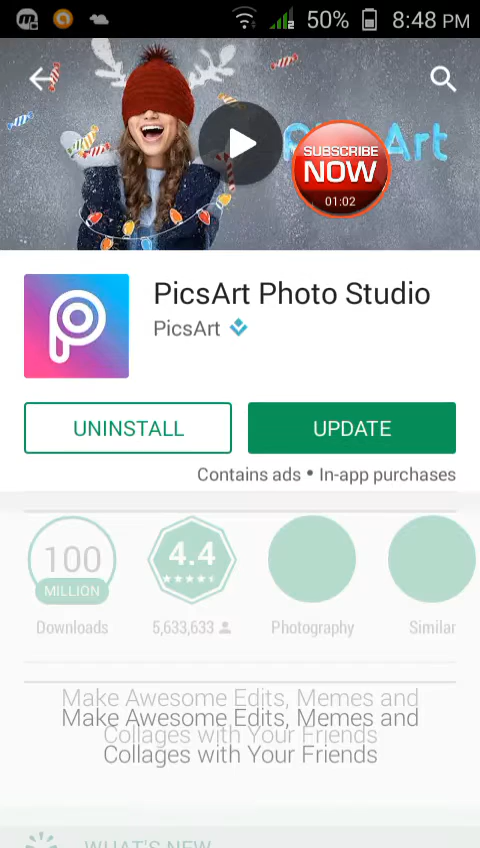 50% 8:48 PM
Art
SUBSCRIBE
NOW
01:02
PicsArt Photo Studio
PicsArt
UNINSTALL
UPDATE
Contains ads • In-app purchases
100
MILLION
4.4
Downloads
5,633,633
Photography
Similar
Make Awesome Edits, Memes and
Make Awesome Edits, Memes and
Collages with Your Friends
Collages with Your Friends
WHAT'S NEW